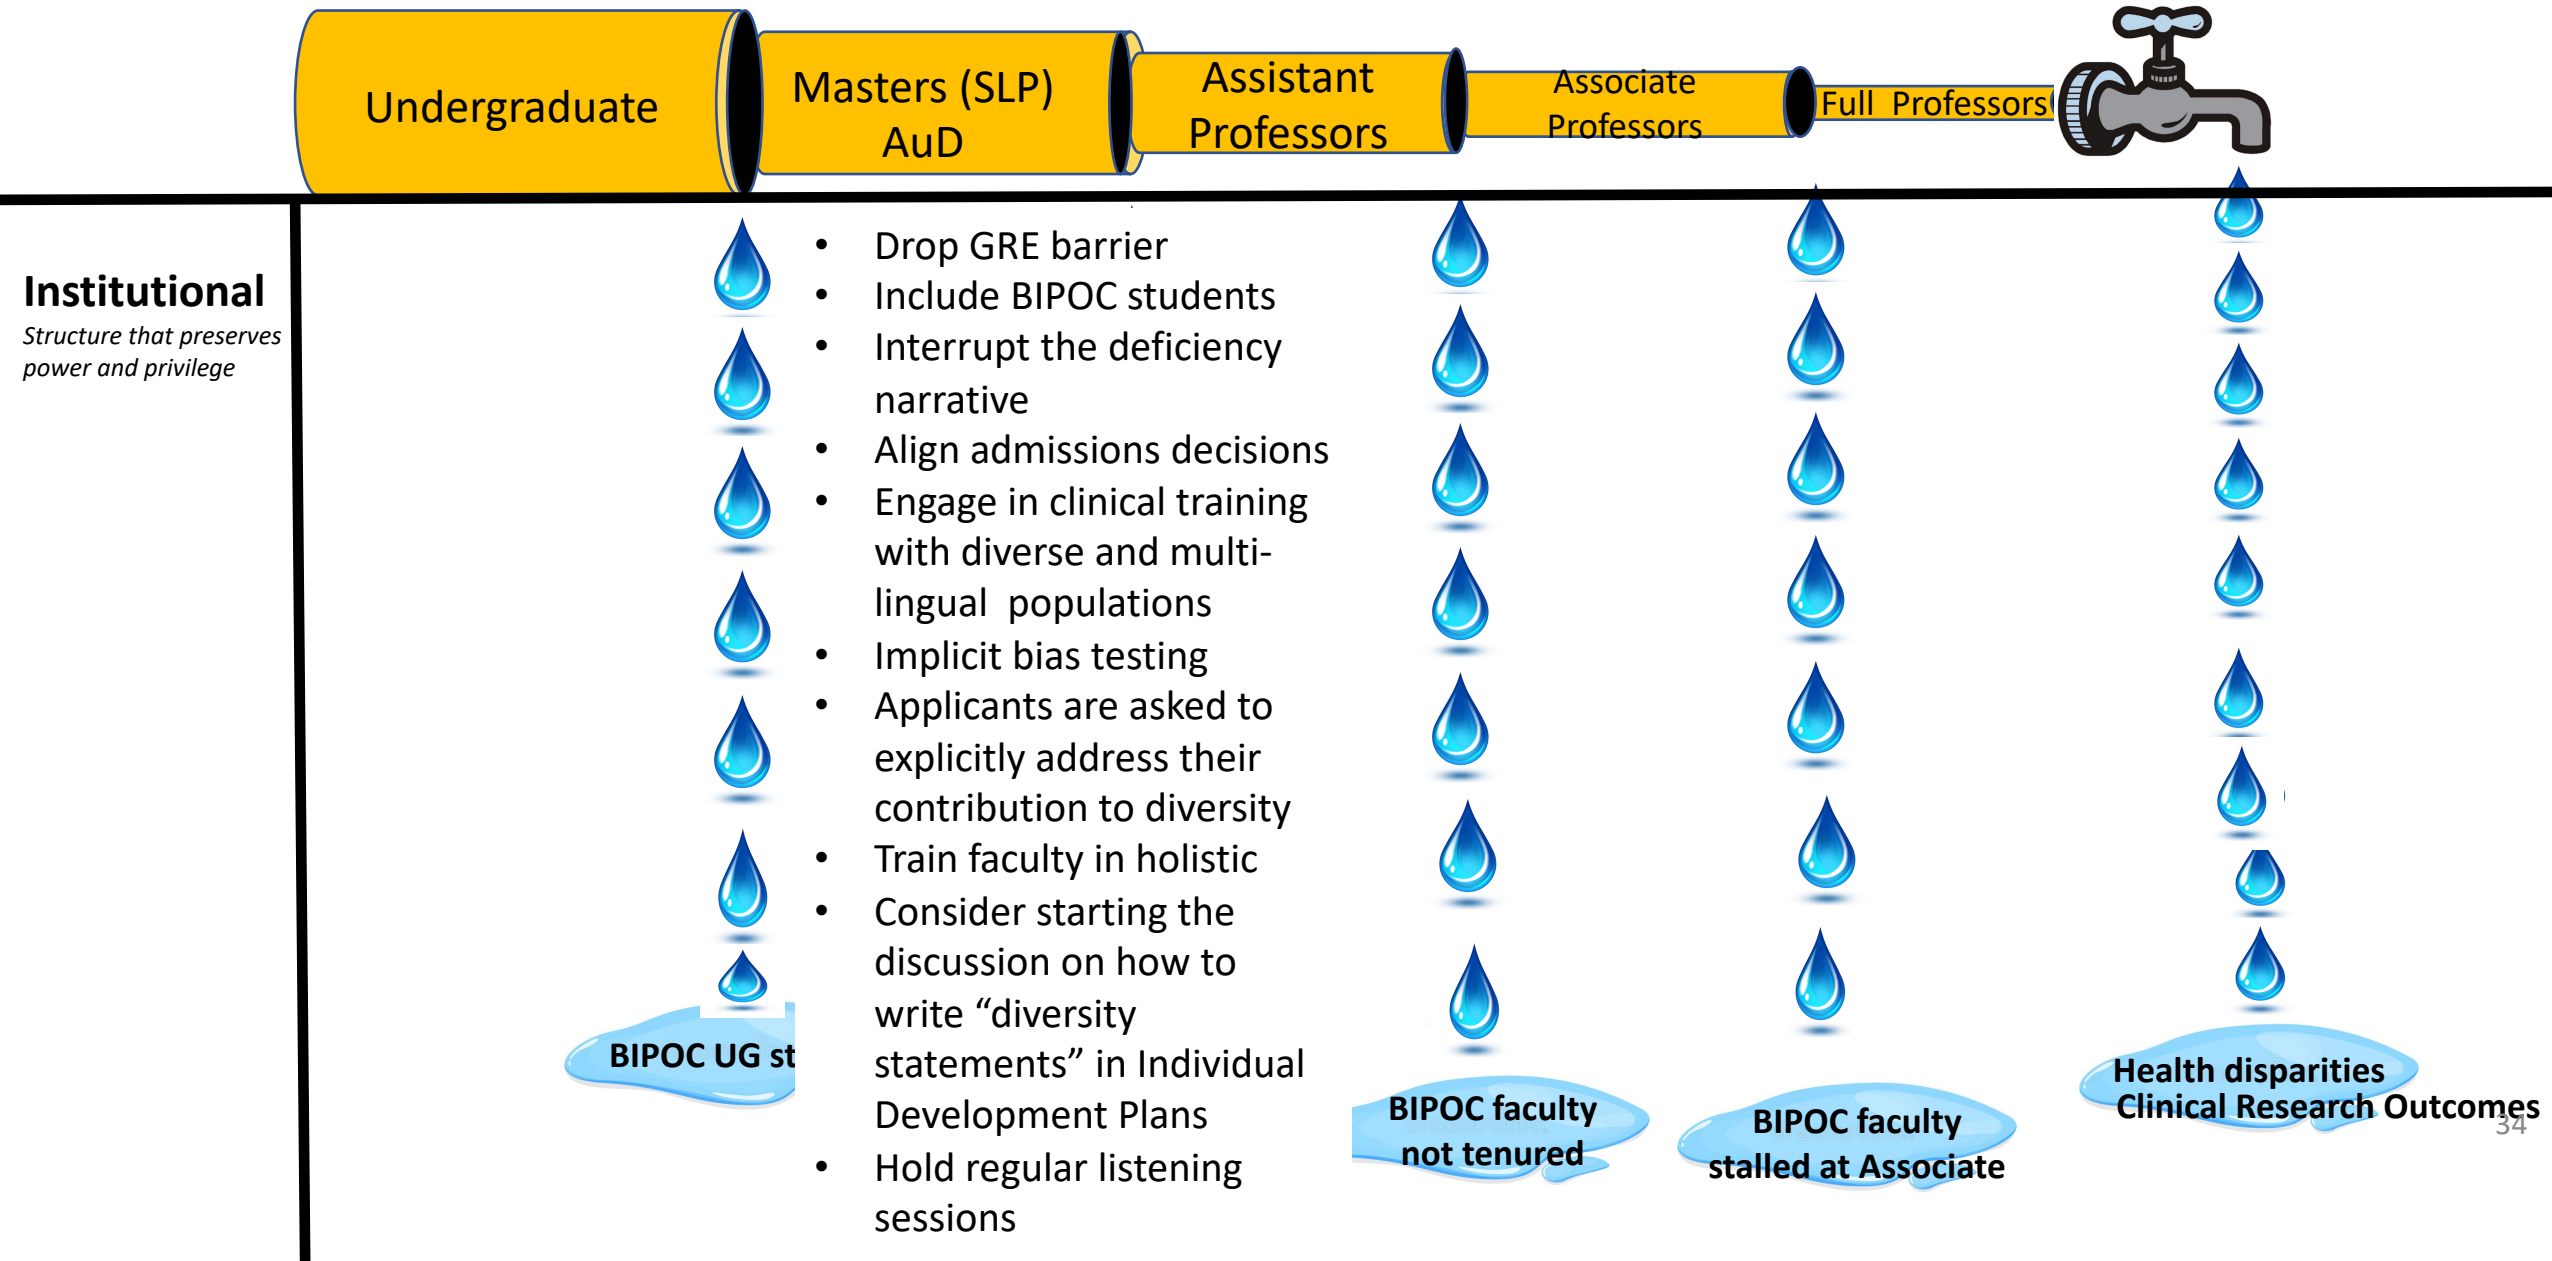 Undergraduate
Masters (SLP)
AuD
Assistant
Professors
Associate
Professors
Full Professors
Institutional
Structure that preserves
power and privilege
• Drop GRE barrier
• Include BIPOC students
• Interrupt the deficiency
narrative
• Align admissions decisions
• Engage in clinical training
with diverse and multi-
lingual populations
• Implicit bias testing
• Applicants are asked to
explicitly address their
contribution to diversity
• Train faculty in holistic
• Consider starting the
discussion on how to
write “diversity
statements” in Individual
Development Plans
• Hold regular listening
sessions
BIPOC UG st
BIPOC faculty
not tenured
BIPOC faculty
stalled at Associate
Health disparities
Clinical Research Outcomes
34